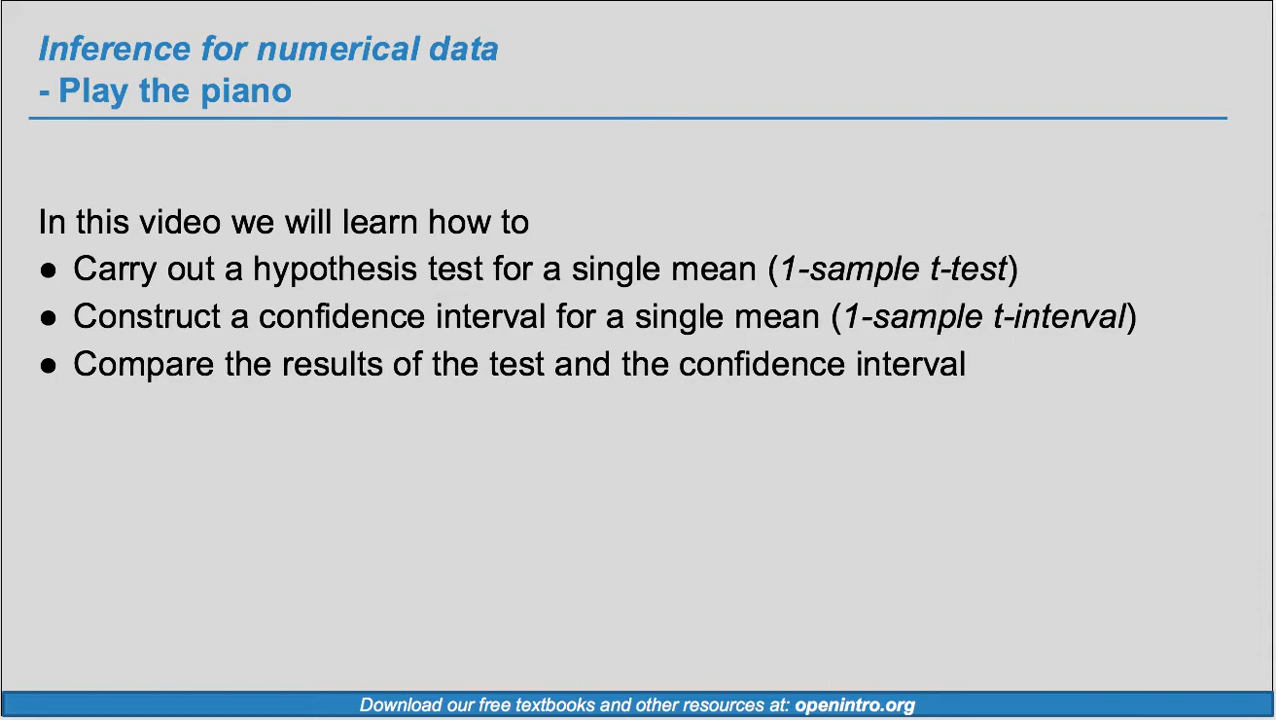 Inference for numerical data
- Play the piano
In this video we will learn how to
● Carry out a hypothesis test for a single mean (1-sample t-test)
● Construct a confidence interval for a single mean (1-sample t-interval)
● Compare the results of the test and the confidence interval
Download our free textbooks and other resources at: openintro.org